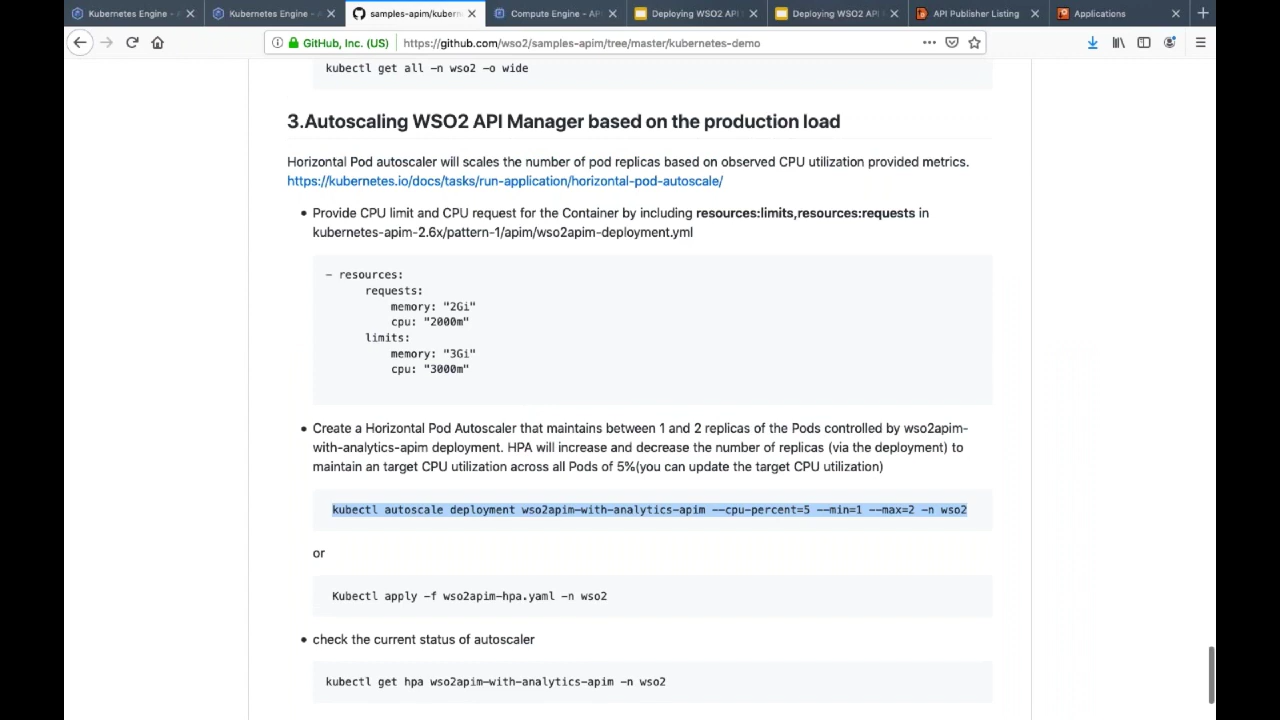 Kubernetes Engine - A
Kubernetes Engine - A
samples-apim/kubern
Compute Engine - AP
Deploying WSO2 API
Deploying WSO2 API M
API Publisher Listing
Applications
GitHub, Inc. (US) https://github.com/wso2/samples-apim/tree/master/kubernetes-demo
kubectl get all -n wso2 -o wide
3.Autoscaling WSO2 API Manager based on the production load
Horizontal Pod autoscaler will scales the number of pod replicas based on observed CPU utilization provided metrics.
https://kubernetes.io/docs/tasks/run-application/horizontal-pod-autoscale/
• Provide CPU limit and CPU request for the Container by including resources:limits,resources:requests in
kubernetes-apim-2.6x/pattern-1/apim/wso2apim-deployment.yml
- resources:
requests:
memory: "2Gi"
cpu: "2000m"
limits:
memory: "3Gi"
cpu: "3000m"
• Create a Horizontal Pod Autoscaler that maintains between 1 and 2 replicas of the Pods controlled by wso2apim-
with-analytics-apim deployment. HPA will increase and decrease the number of replicas (via the deployment) to
maintain an target CPU utilization across all Pods of 5%(you can update the target CPU utilization)
kubectl autoscale deployment wso2apim-with-analytics-apim --cpu-percent=5 --min=1 --max=2 -n wso2
or
Kubectl apply -f wso2apim-hpa.yaml -n wso2
• check the current status of autoscaler
kubectl get hpa wso2apim-with-analytics-apim -n wso2